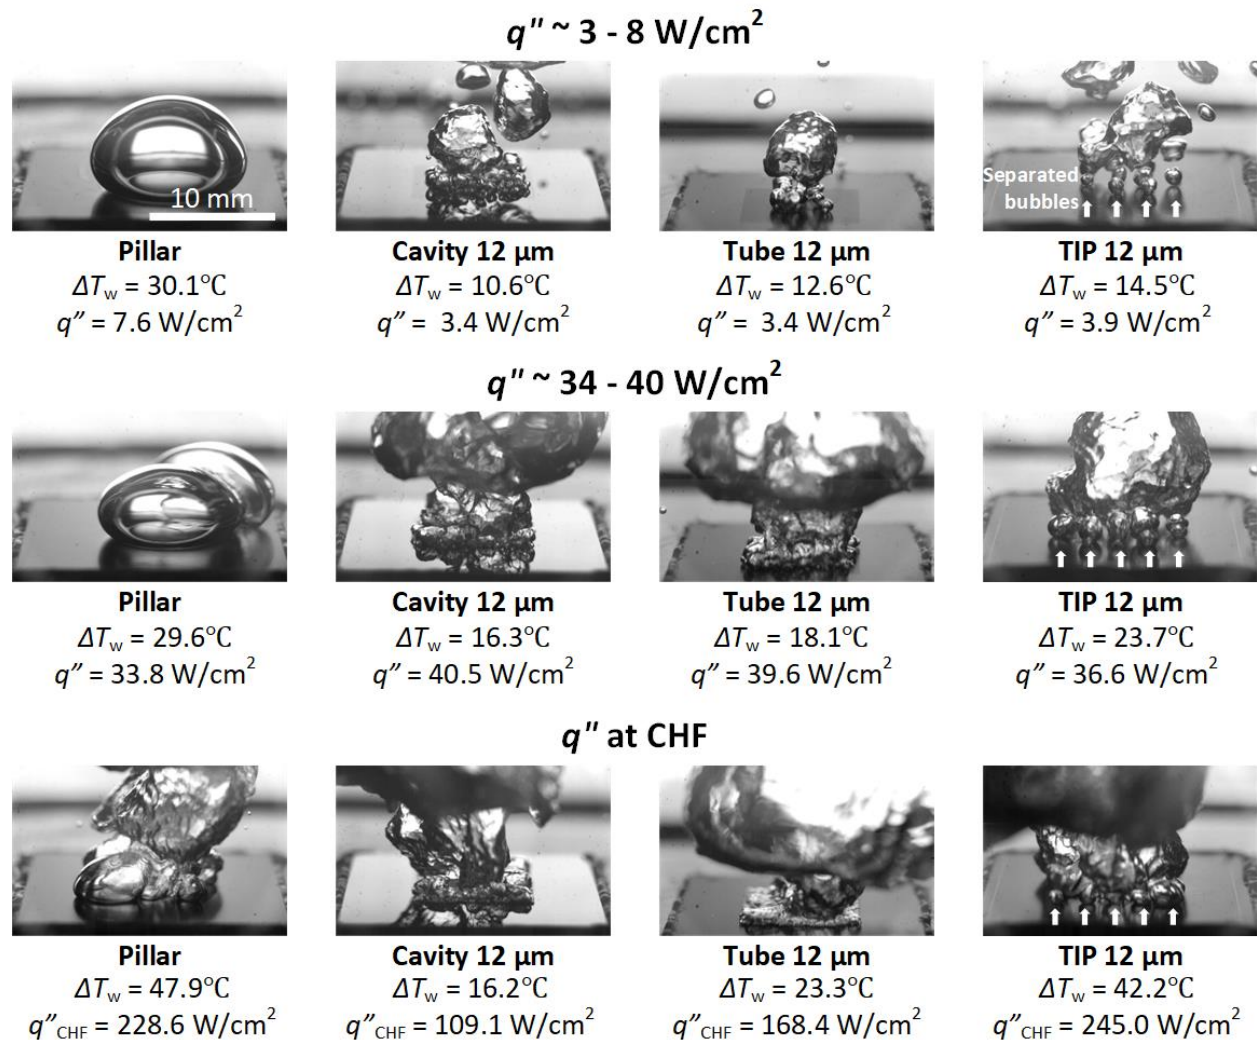 q" ~ 3 - 8 W/cm²
10 mm
Separated
bubbles
Pillar
ΔTw = 30.1°C
q" = 7.6 W/cm²
Cavity 12 μm
ΔTw = 10.6°C
q" = 3.4 W/cm²
Tube 12 μm
ΔTw = 12.6°C
q" = 3.4 W/cm²
TIP 12 μm
ΔTw = 14.5°C
q" = 3.9 W/cm²
q" ~ 34 - 40 W/cm²
Pillar
ΔTw = 29.6°C
q" = 33.8 W/cm²
Cavity 12 μm
ΔTw = 16.3°C
q" = 40.5 W/cm²
Tube 12 μm
ΔTw = 18.1°C
q" = 39.6 W/cm²
TIP 12 μm
ΔTw = 23.7°C
q" = 36.6 W/cm²
q" at CHF
Pillar
ΔTw = 47.9°C
q"CHF = 228.6 W/cm²
Cavity 12 μm
ΔTw = 16.2°C
q"CHF = 109.1 W/cm²
Tube 12 μm
ΔTw = 23.3°C
q"CHF = 168.4 W/cm²
TIP 12 μm
ΔTw = 42.2°C
q"CHF = 245.0 W/cm²